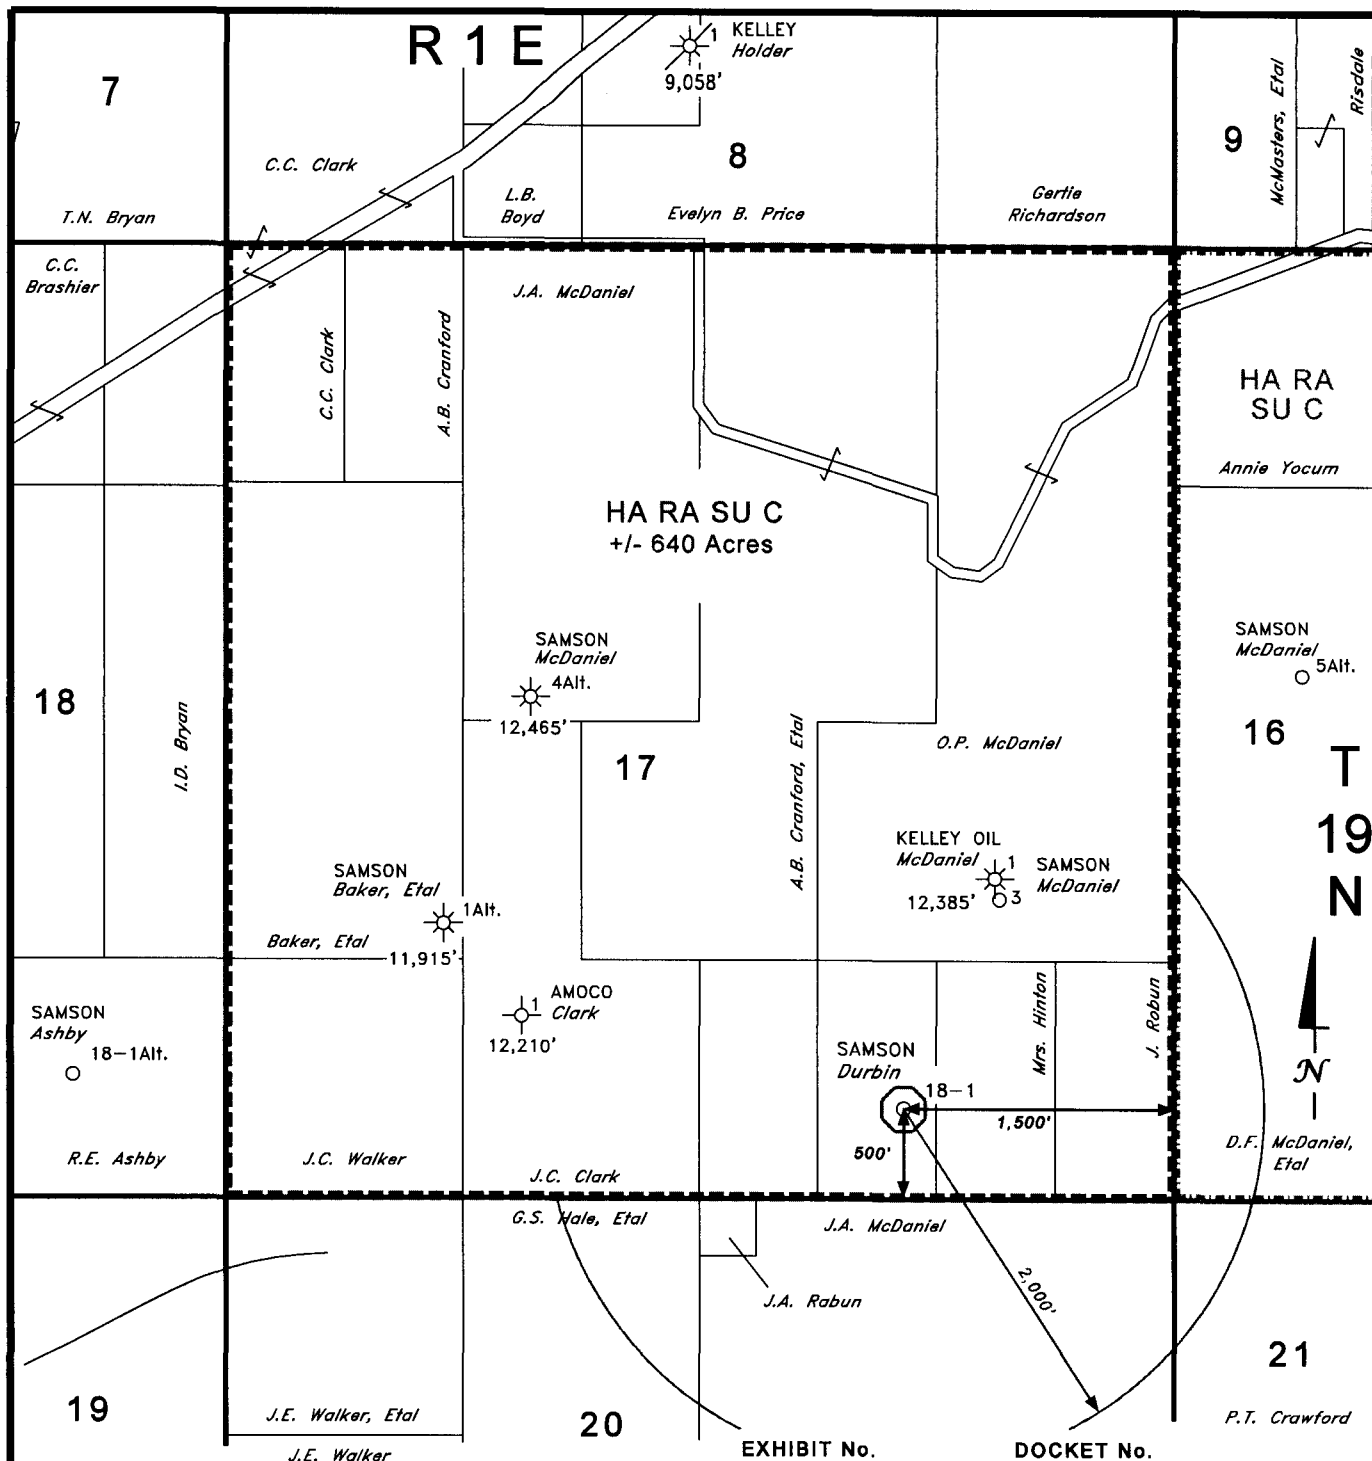 R 1 E
7
1
KELLEY
Holder
9,058'
8
9
McMasters, Etal
Risdale
C.C. Clark
T.N. Bryan
L.B.
Boyd
Evelyn B. Price
Gertie
Richardson
C.C.
Brashier
C.C. Clark
A.B. Cranford
J.A. McDaniel
HA RA
SU C
Annie Yocum
HA RA SU C
+/- 640 Acres
SAMSON
McDaniel
4Alt.
12,465'
SAMSON
McDaniel
5Alt.
18
I.D. Bryan
17
A.B. Cranford, Etal
O.P. McDaniel
16
T
19
N
SAMSON
Baker, Etal
1Alt.
11,915'
Baker, Etal
KELLEY OIL
McDaniel
1
12,385'
SAMSON
McDaniel
3
SAMSON
Ashby
18-1Alt.
R.E. Ashby
AMOCO
Clark
1
12,210'
SAMSON
Durbin
18-1
Mrs. Hinton
J. Robun
1,500'
500'
N
D.F. McDaniel,
Etal
J.C. Walker
J.C. Clark
G.S. Hale, Etal
J.A. McDaniel
J.A. Rabun
2,000'
21
P.T. Crawford
19
J.E. Walker, Etal
J.E. Walker
20
EXHIBIT No.
DOCKET No.